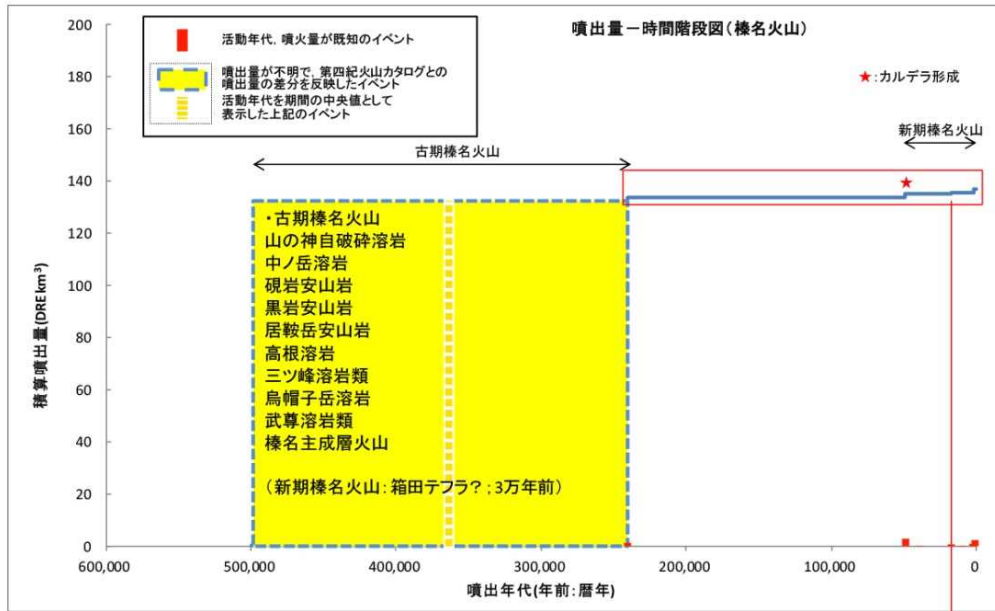 噴出量－時間階段図(榛名火山)
活動年代，噴火量が既知のイベント
噴出量が不明で，第四紀火山カタログとの
噴出量の差分を反映したイベント
活動年代を期間の中央値として
表示した上記のイベント
★:カルデラ形成
新期榛名火山
古期榛名火山
積算噴出量(DREkm³)
200
180
160
140
120
100
80
60
40
20
0
・古期榛名火山
山の神自破砕溶岩
中ノ岳溶岩
硯岩安山岩
黒岩安山岩
居鞍岳安山岩
高根溶岩
三ツ峰溶岩類
烏帽子岳溶岩
武尊溶岩類
榛名主成層火山
（新期榛名火山:箱田テフラ?;3万年前）
600,000
500,000
400,000
300,000
200,000
100,000
0
噴出年代(年前:暦年)